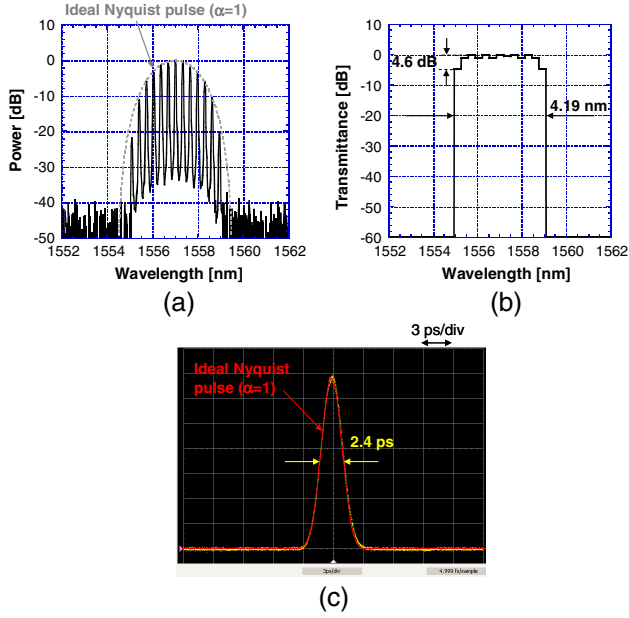 Ideal Nyquist pulse (α=1)
Power [dB]
10
0
-10
-20
-30
-40
-50
1552 1554 1556 1558 1560 1562
Wavelength [nm]
(a)
Transmittance [dB]
10
0
-10
-20
-30
-40
-50
-60
4.6 dB
4.19 nm
1552 1554 1556 1558 1560 1562
Wavelength [nm]
(b)
3 ps/div
Ideal Nyquist
pulse (α=1)
2.4 ps
3ps/div
4.999 fs/sample
(c)